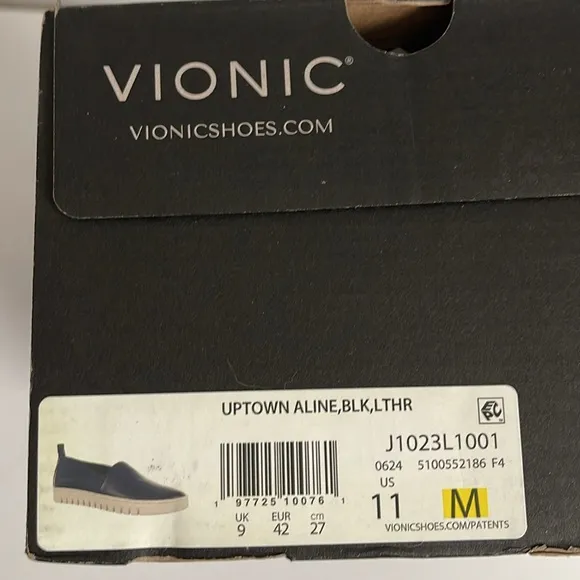 VIONIC®
VIONICSHOES.COM
UPTOWN ALINE,BLK,LTHR
J1023L1001
0624 5100552186 F4
US
11 M
VIONICSHOES.COM/PATENTS
1 97725 10076 1
UK EUR cm
9 42 27